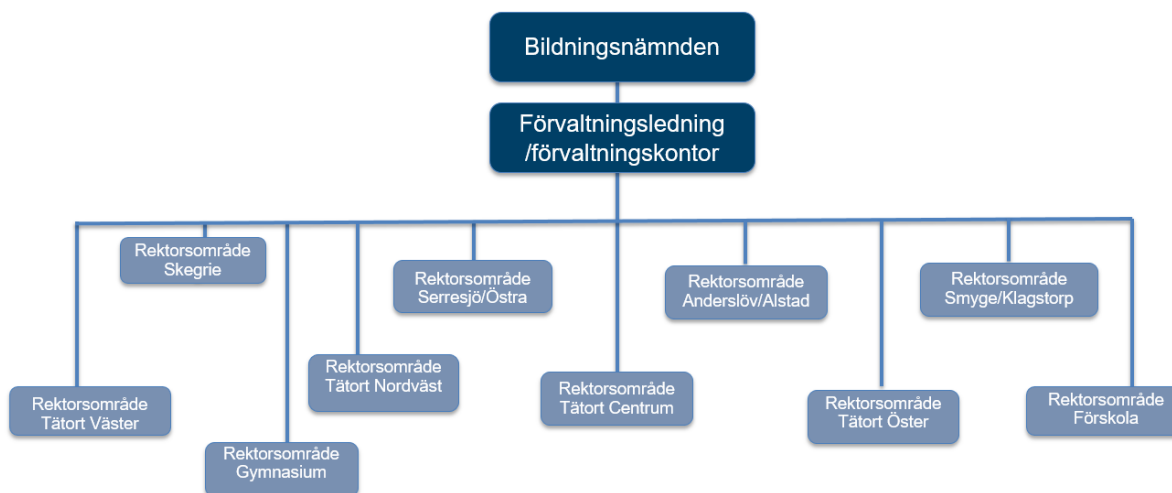 Bildningsnämnden
Förvaltningsledning
/förvaltningskontor
Rektorsområde
Skegrie
Rektorsområde
Serresjö/Östra
Rektorsområde
Anderslöv/Alstad
Rektorsområde
Smyge/Klagstorp
Rektorsområde
Tätort Väster
Rektorsområde
Gymnasium
Rektorsområde
Tätort Nordväst
Rektorsområde
Tätort Centrum
Rektorsområde
Tätort Öster
Rektorsområde
Förskola